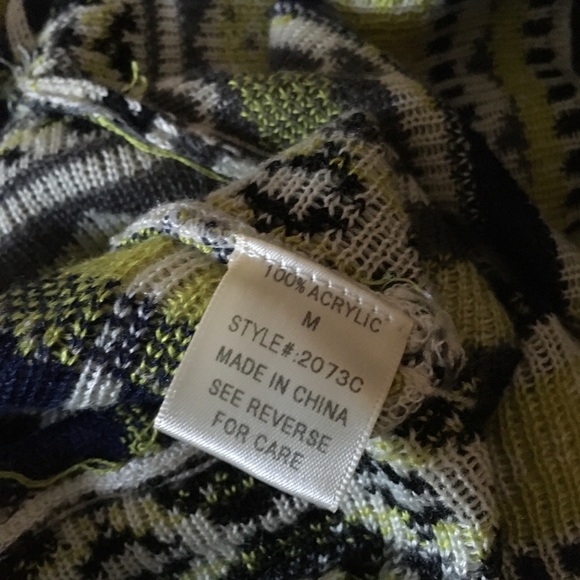 100% ACRYLIC
M
STYLE#:2073C
MADE IN CHINA
SEE REVERSE
FOR CARE